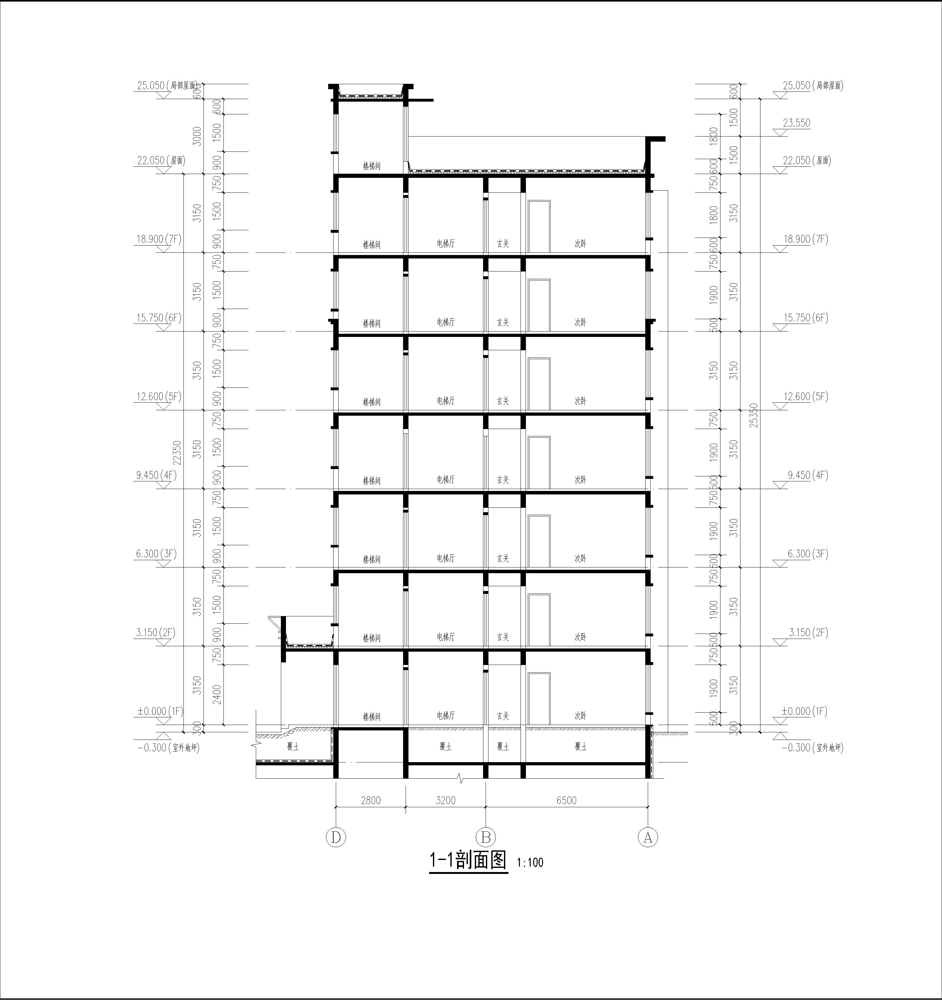 25.050(局部屋面)
22.050(屋面)
18.900(7F)
15.750(6F)
12.600(5F)
9.450(4F)
6.300(3F)
3.150(2F)
±0.000(1F)
-0.300(室外地坪)
22350
600
3000
3150
3150
3150
3150
3150
3150
3150
300
600
1500
900
750
1500
900
750
1500
900
750
1500
900
750
1500
900
750
1500
900
750
1500
900
750
2400
楼梯间
楼梯间 电梯厅 玄关 次卧
楼梯间 电梯厅 玄关 次卧
楼梯间 电梯厅 玄关 次卧
楼梯间 电梯厅 玄关 次卧
楼梯间 电梯厅 玄关 次卧
楼梯间 电梯厅 玄关 次卧
楼梯间 电梯厅 玄关 次卧
覆土 覆土 覆土 覆土
1800
600
750
1800
600
750
1900
500
3150
750
1900
500
750
1900
500
750
1900
500
750
1900
500
600
1500
1500
3150
3150
3150
3150
3150
3150
3150
300
25350
25.050(局部屋面)
23.550
22.050(屋面)
18.900(7F)
15.750(6F)
12.600(5F)
9.450(4F)
6.300(3F)
3.150(2F)
±0.000(1F)
-0.300(室外地坪)
2800 3200 6500
D B A
1-1剖面图 1:100